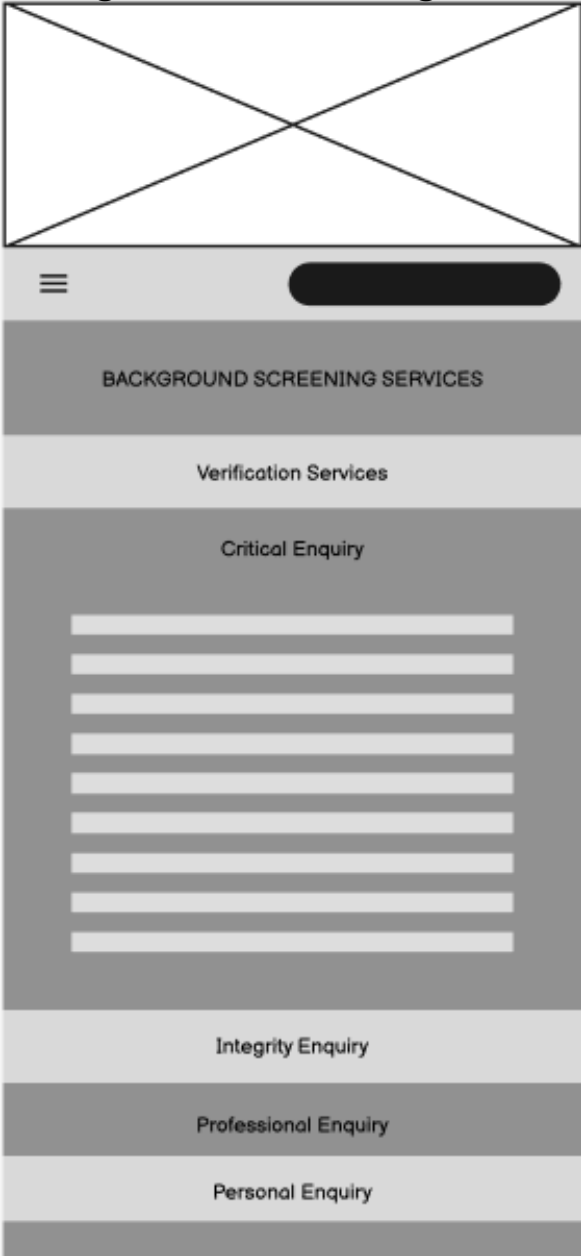 BACKGROUND SCREENING SERVICES
Verification Services
Critical Enquiry
Integrity Enquiry
Professional Enquiry
Personal Enquiry